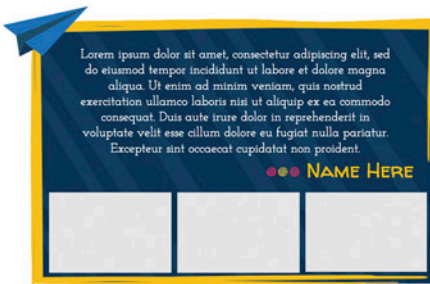 Lorem ipsum dolor sit amet, consectetur adipiscing elit, sed
do eiusmod tempor incididunt ut labore et dolore magna
aliqua. Ut enim ad minim veniam, quis nostrud
exercitation ullamco laboris nisi ut aliquip ex ea commodo
consequat. Duis aute irure dolor in reprehenderit in
voluptate velit esse cillum dolore eu fugiat nulla pariatur.
Excepteur sint occaecat cupidatat non proident.
Name Here